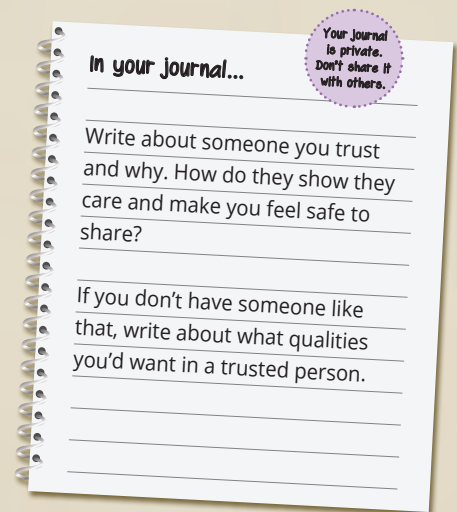 Your journal
is private.
Don't share it
with others.
In your journal...
Write about someone you trust
and why. How do they show they
care and make you feel safe to
share?
If you don't have someone like
that, write about what qualities
you'd want in a trusted person.